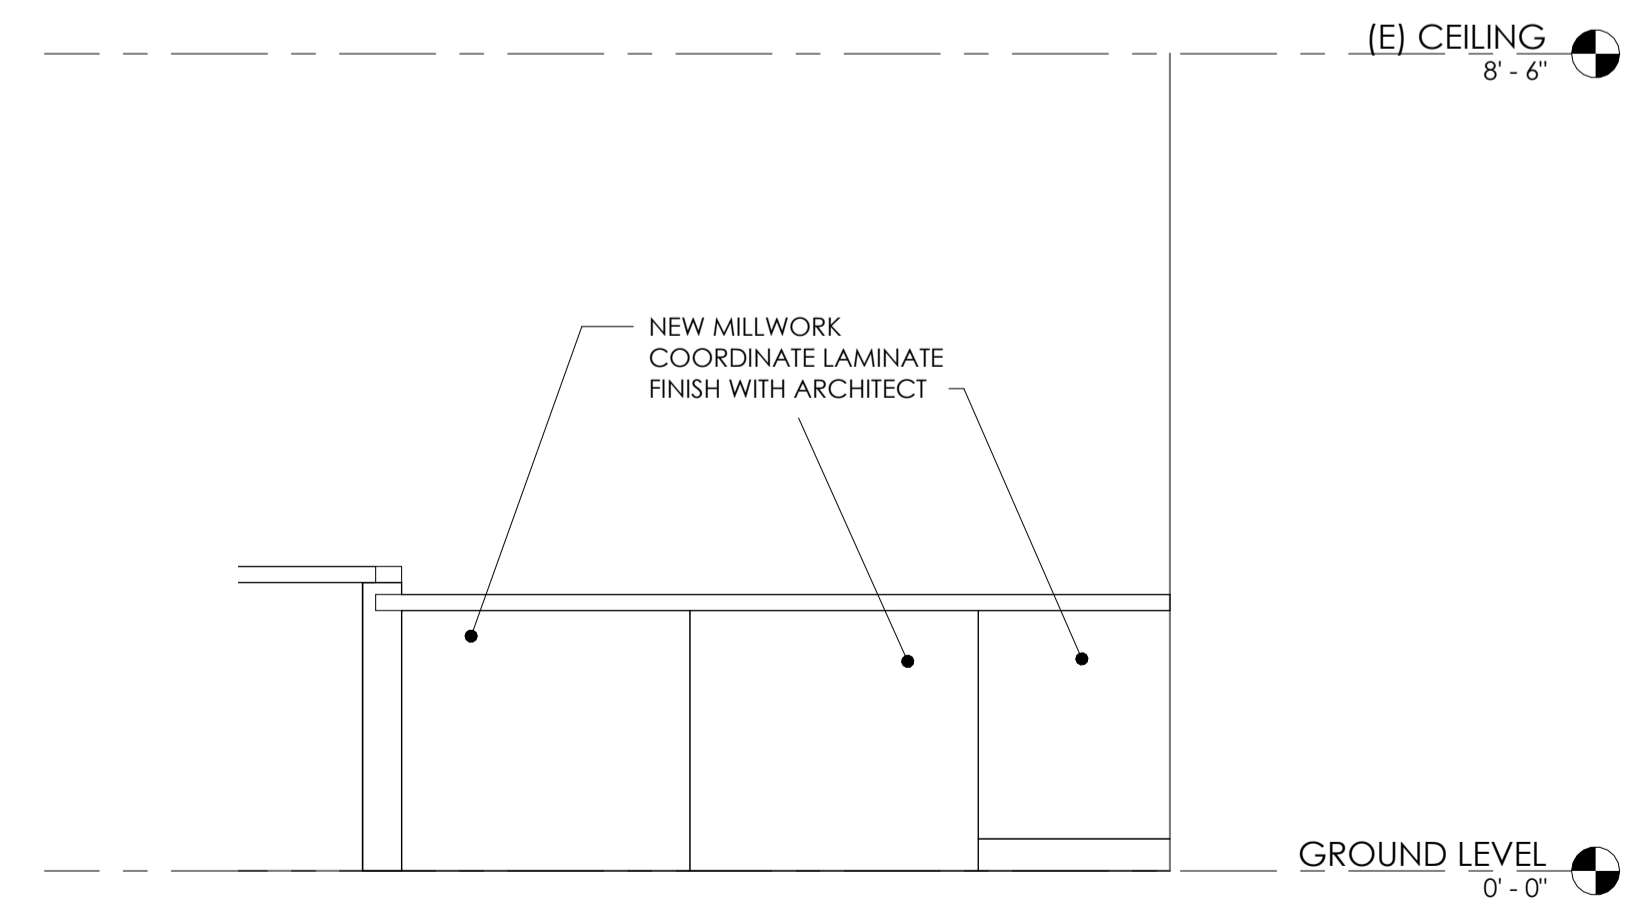 (E) CEILING
8' - 6"
NEW MILLWORK
COORDINATE LAMINATE
FINISH WITH ARCHITECT
GROUND LEVEL
0' - 0"